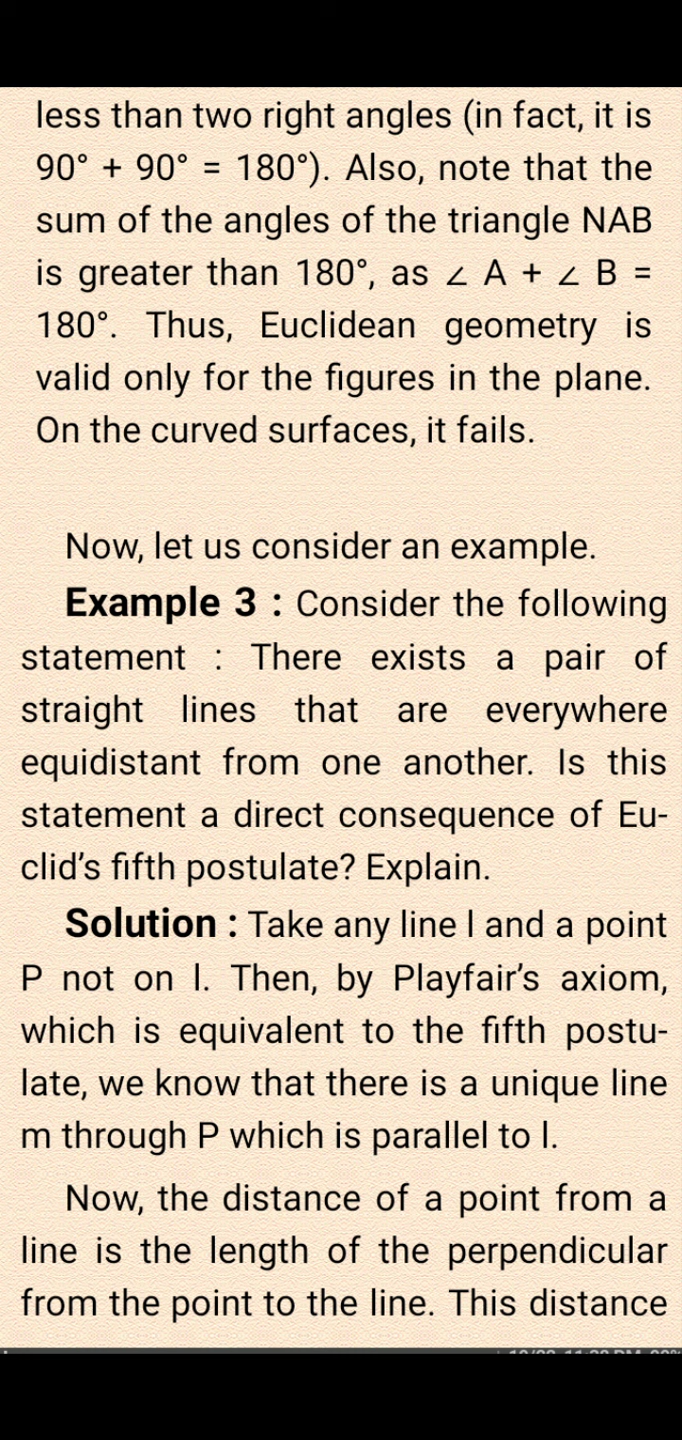 less than two right angles (in fact, it is
90° + 90° = 180°). Also, note that the
sum of the angles of the triangle NAB
is greater than 180°, as ∠ A + ∠ B =
180°. Thus, Euclidean geometry is
valid only for the figures in the plane.
On the curved surfaces, it fails.
Now, let us consider an example.
Example 3 : Consider the following
statement : There exists a pair of
straight lines that are everywhere
equidistant from one another. Is this
statement a direct consequence of Eu-
clid’s fifth postulate? Explain.
Solution : Take any line l and a point
P not on l. Then, by Playfair’s axiom,
which is equivalent to the fifth postu-
late, we know that there is a unique line
m through P which is parallel to l.
Now, the distance of a point from a
line is the length of the perpendicular
from the point to the line. This distance